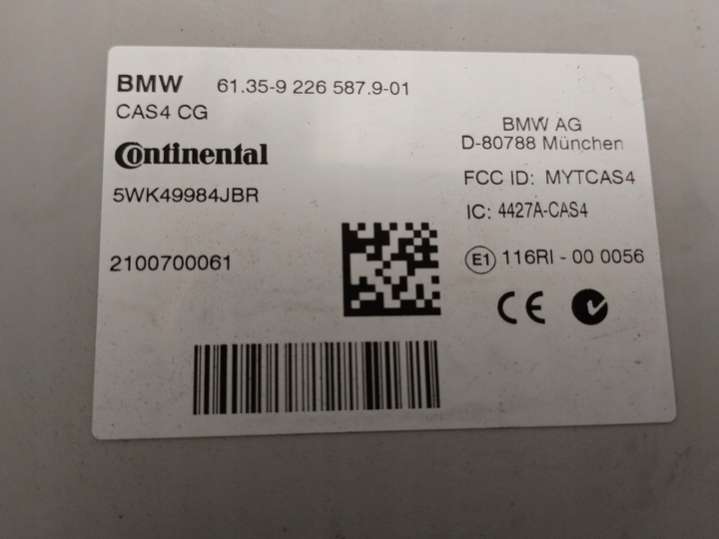 BMW 61.35-9 226 587.9-01
CAS4 CG
Continental
5WK49984JBR
2100700061
BMW AG
D-80788 München
FCC ID: MYTCAS4
IC: 4427A-CAS4
E1 116RI - 00 0056
CE